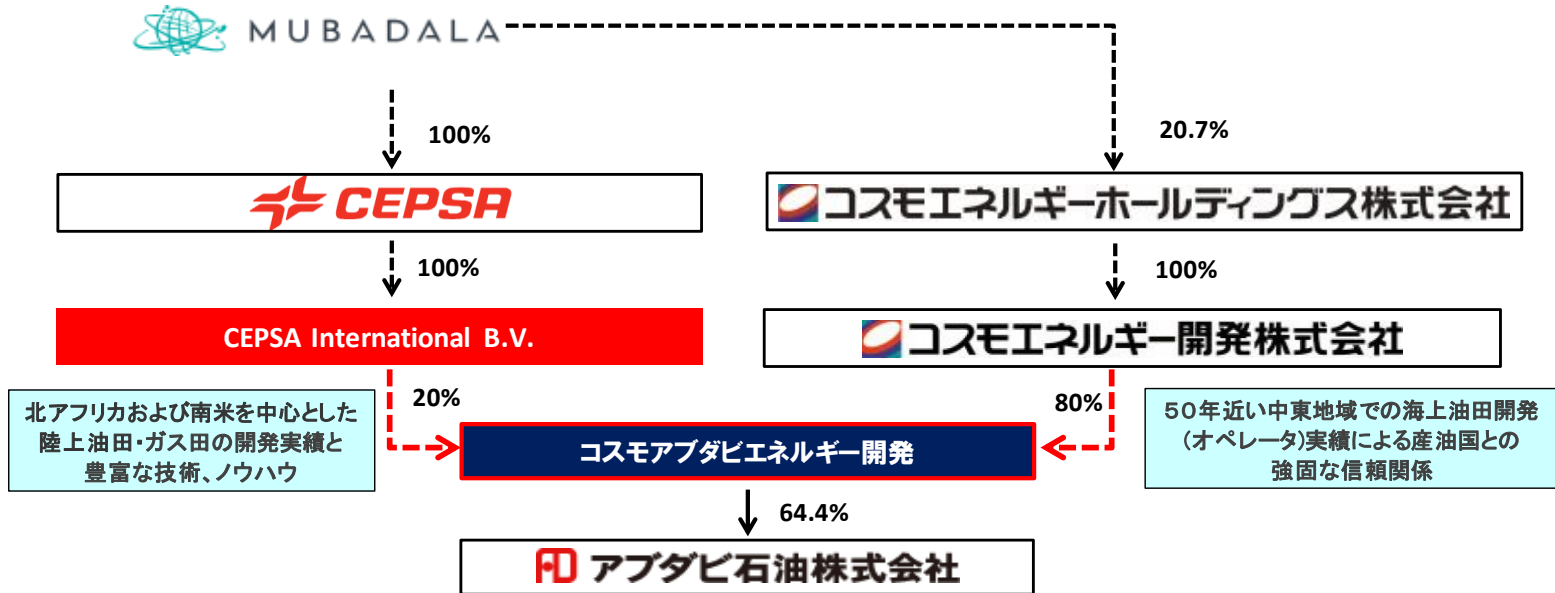 MUBADALA
100%
20.7%
CEPSA
コスモエネルギーホールディングス株式会社
100%
100%
CEPSA International B.V.
コスモエネルギー開発株式会社
北アフリカおよび南米を中心とした
陸上油田・ガス田の開発実績と
豊富な技術、ノウハウ
20%
80%
50年近い中東地域での海上油田開発
(オペレータ)実績による産油国との
強固な信頼関係
コスモアブダビエネルギー開発
64.4%
アブダビ石油株式会社